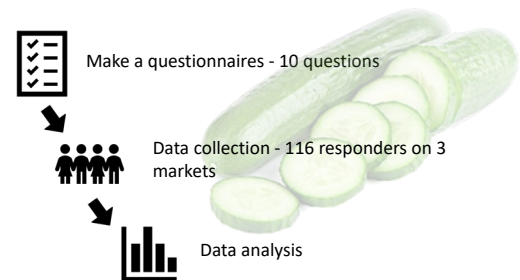 Make a questionnaires - 10 questions
Data collection - 116 responders on 3
markets
Data analysis